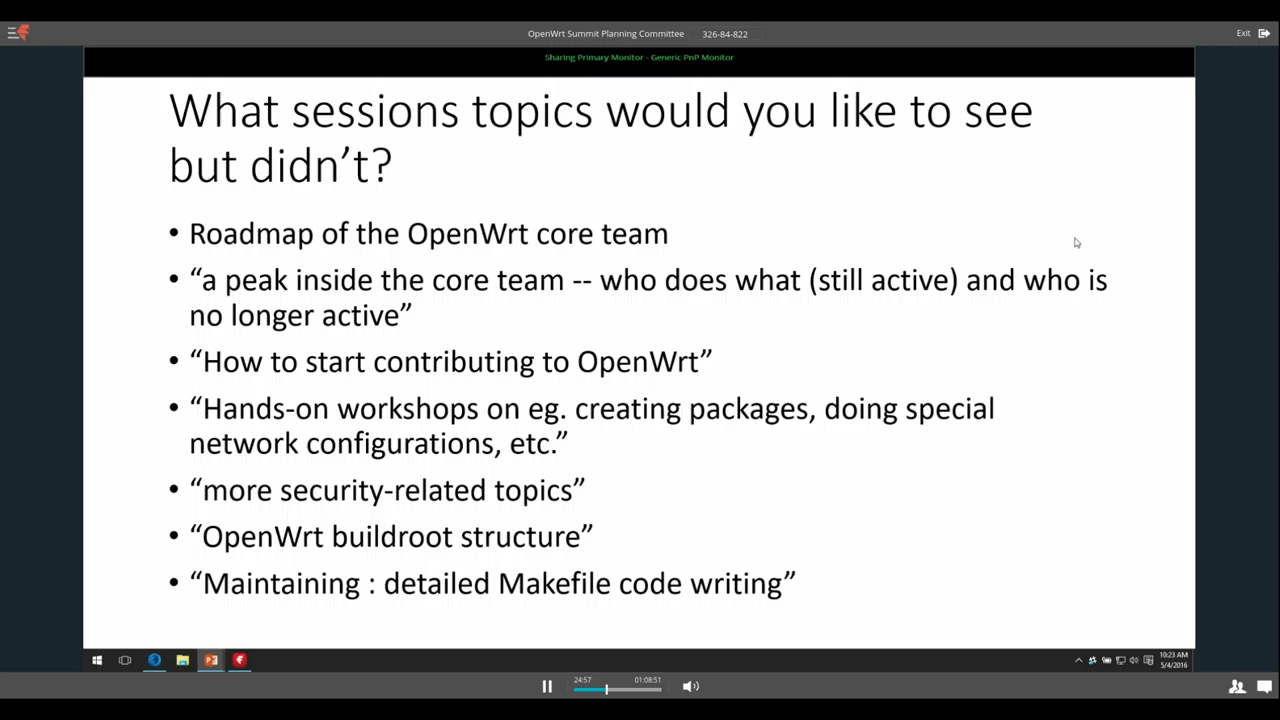 OpenWrt Summit Planning Committee 326-84-822
Exit
Sharing Primary Monitor - Generic PnP Monitor
What sessions topics would you like to see
but didn’t?
• Roadmap of the OpenWrt core team
• “a peak inside the core team -- who does what (still active) and who is
no longer active”
• “How to start contributing to OpenWrt”
• “Hands-on workshops on eg. creating packages, doing special
network configurations, etc.”
• “more security-related topics”
• “OpenWrt buildroot structure”
• “Maintaining : detailed Makefile code writing”
10:23 AM
5/4/2016
24:57 01:08:51